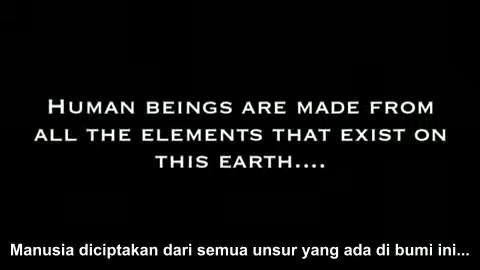 HUMAN BEINGS ARE MADE FROM
ALL THE ELEMENTS THAT EXIST ON
THIS EARTH....
Manusia diciptakan dari semua unsur yang ada di bumi ini...